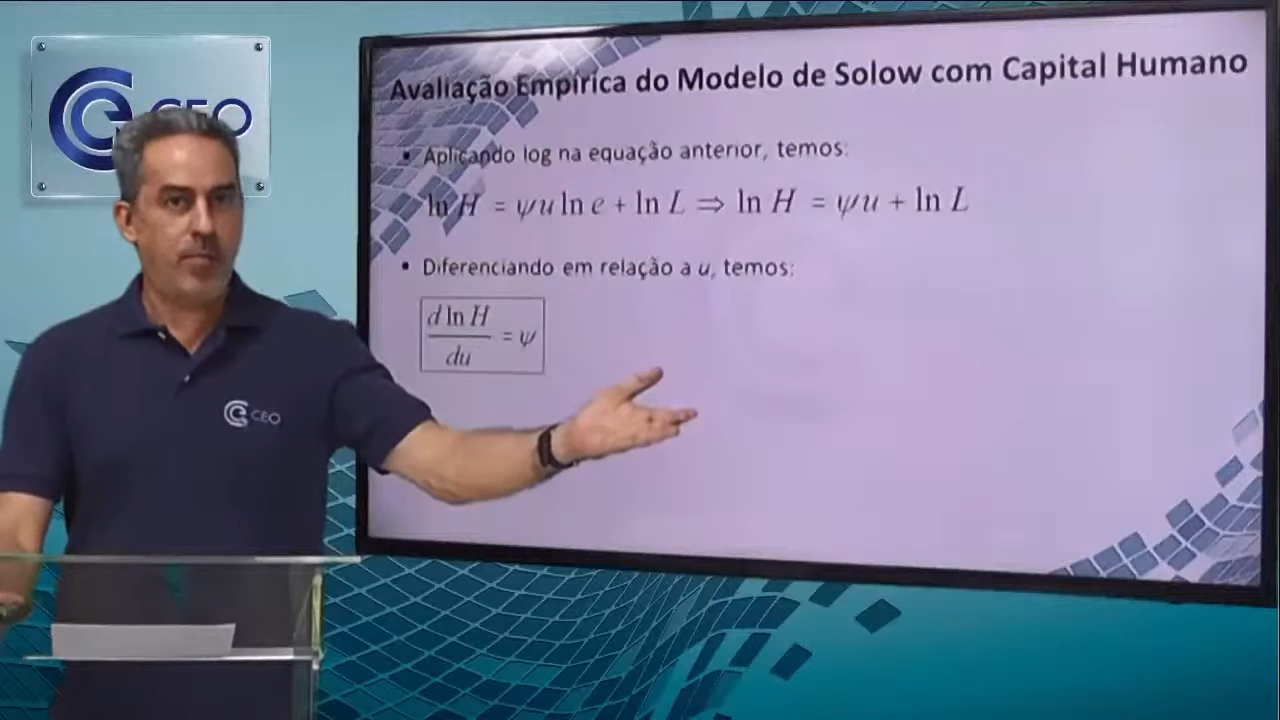 CEO
Avaliação Empírica do Modelo de Solow com Capital Humano
• Aplicando log na equação anterior, temos:
ln H = ψu ln e + ln L ⇒ ln H = ψu + ln L
• Diferenciando em relação a u, temos:
d ln H
—— = ψ
du
CEO